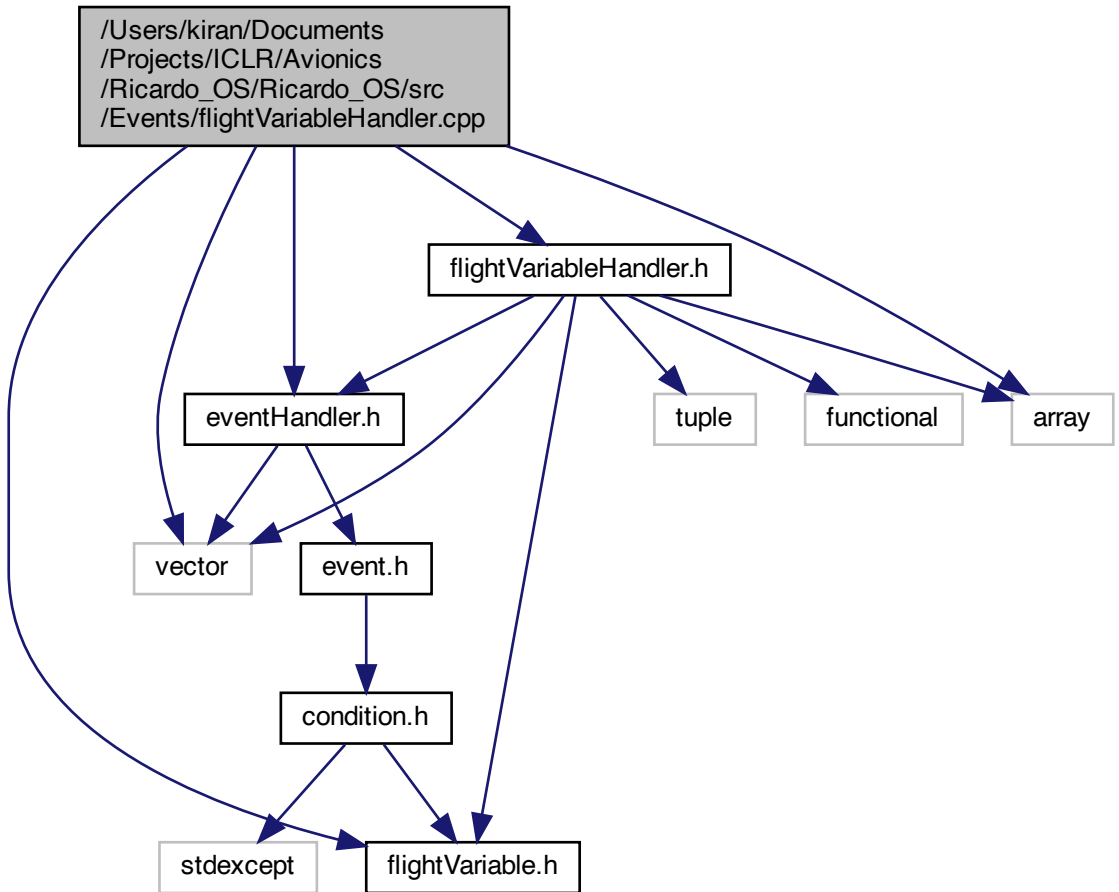 /Users/kiran/Documents
/Projects/ICLR/Avionics
/Ricardo_OS/Ricardo_OS/src
/Events/flightVariableHandler.cpp
flightVariableHandler.h
eventHandler.h
tuple
functional
array
vector
event.h
condition.h
stdexcept
flightVariable.h